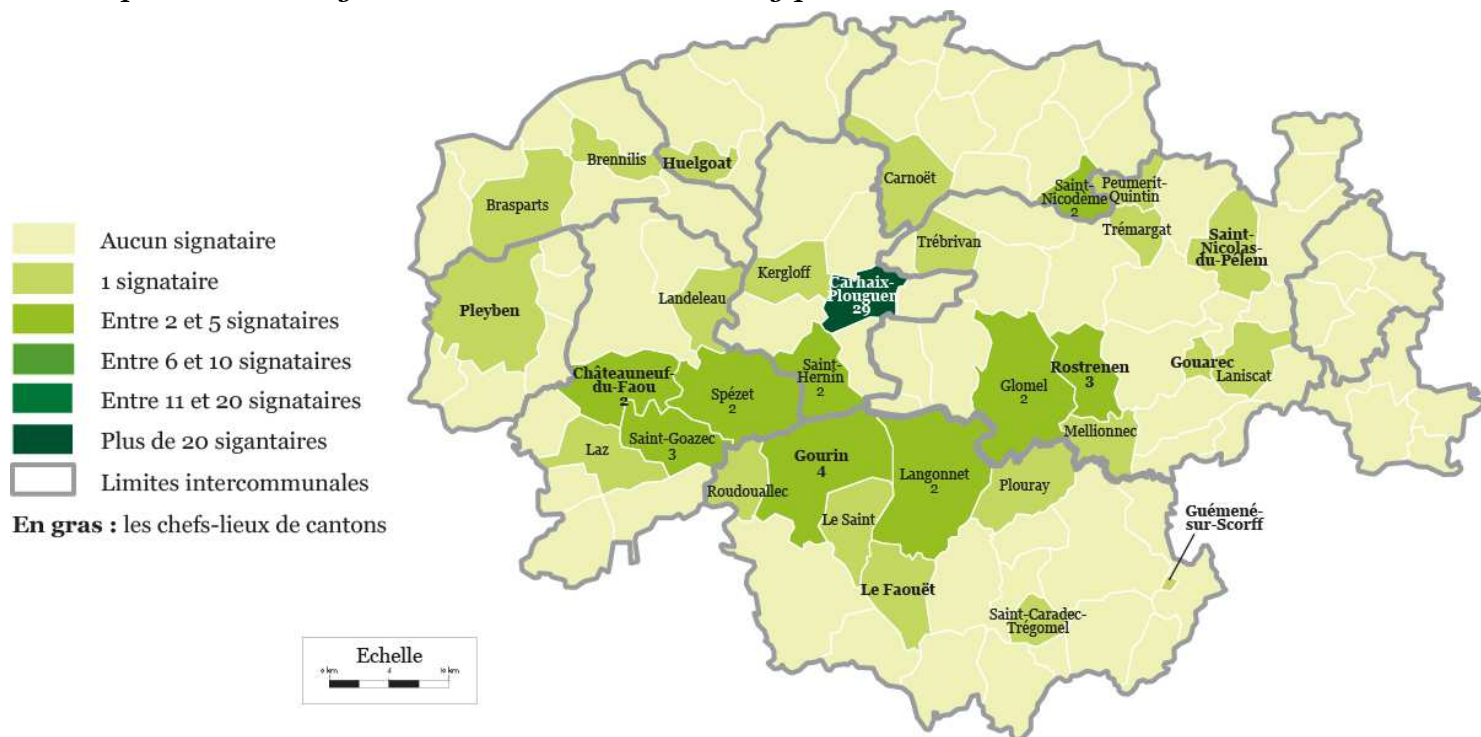 Aucun signataire
1 signataire
Entre 2 et 5 signataires
Entre 6 et 10 signataires
Entre 11 et 20 signataires
Plus de 20 sigantaires
Limites intercommunales
En gras : les chefs-lieux de cantons
Echelle
0 km
10 km
Brennilis
Huelgoat
Brasparts
Carnoët
Saint-
Nicodème
2
Peumerit-
Quintin
Trémargat
Saint-
Nicolas-
du-Pélem
Trébrivan
Kergloff
Carhaix-
Plouguer
29
Landeleau
Pleyben
Châteauneuf-
du-Faou
2
Spézet
2
Saint-
Hernin
2
Glomel
2
Rostrenen
3
Gouarec
Laniscat
Laz
Saint-Goazec
3
Mellionnec
Gourin
4
Langonnet
2
Roudouallec
Plouray
Le Saint
Guémené-
sur-Scorff
Le Faouët
Saint-Caradec-
Trégomel